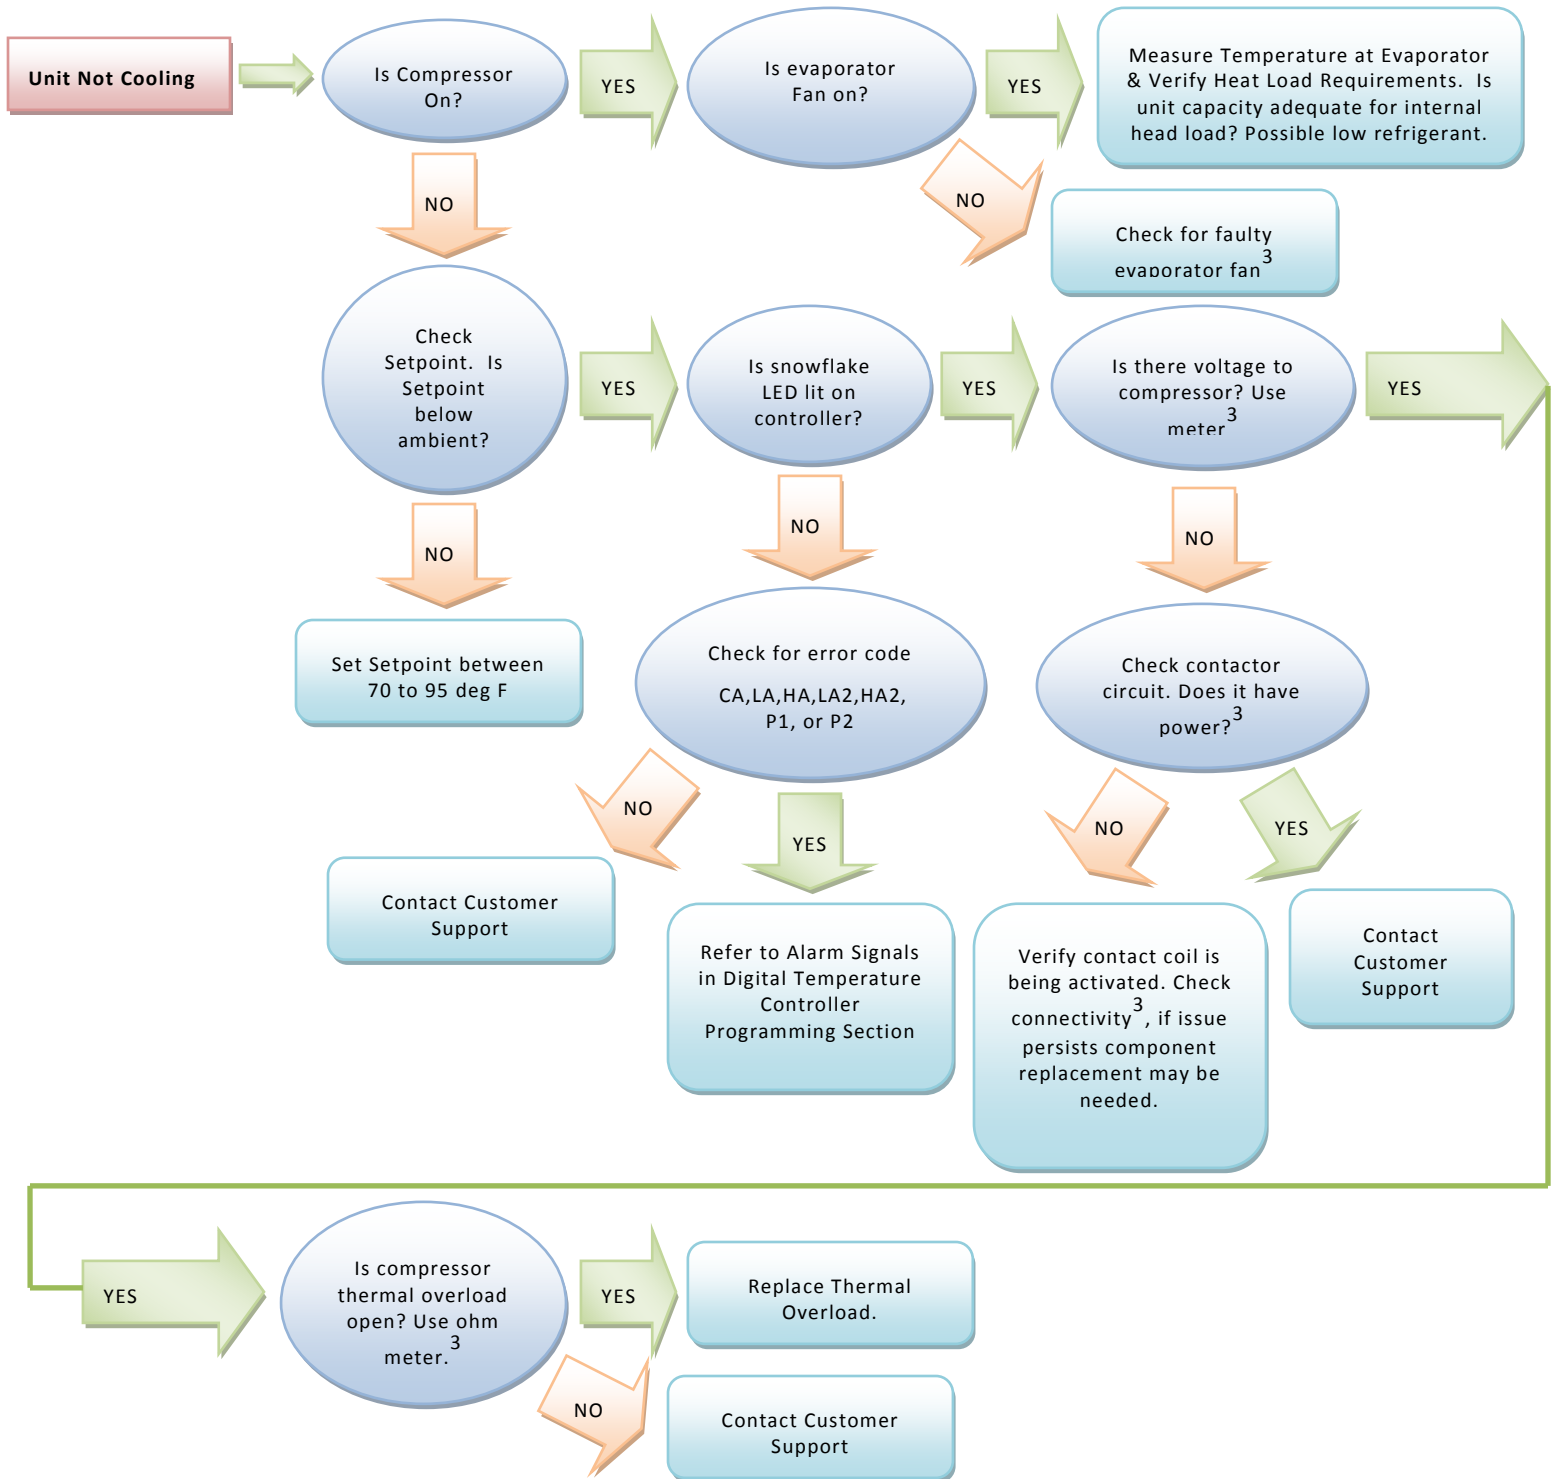 Unit Not Cooling
Is Compressor
On?
YES
Is evaporator
Fan on?
YES
Measure Temperature at Evaporator
& Verify Heat Load Requirements. Is
unit capacity adequate for internal
head load? Possible low refrigerant.
NO
NO
Check for faulty
evaporator fan3
Check
Setpoint. Is
Setpoint
below
ambient?
YES
Is snowflake
LED lit on
controller?
YES
Is there voltage to
compressor? Use
meter3
YES
NO
NO
NO
Set Setpoint between
70 to 95 deg F
Check for error code
CA,LA,HA,LA2,HA2,
P1, or P2
Check contactor
circuit. Does it have
power?3
NO
YES
NO
YES
Contact Customer
Support
Refer to Alarm Signals
in Digital Temperature
Controller
Programming Section
Verify contact coil is
being activated. Check
connectivity3, if issue
persists component
replacement may be
needed.
Contact
Customer
Support
YES
Is compressor
thermal overload
open? Use ohm
meter.3
YES
Replace Thermal
Overload.
NO
Contact Customer
Support